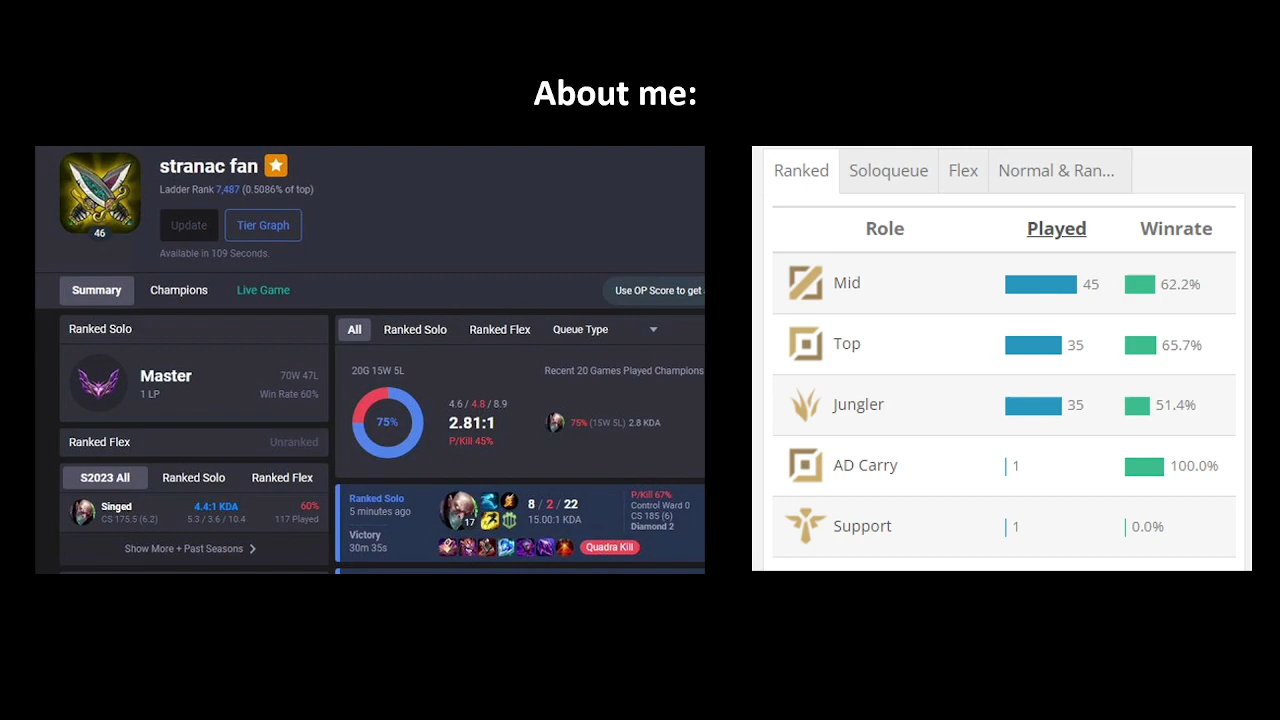 About me:
stranac fan
Ladder Rank 7,487 (0.5086% of top)
46
Update
Tier Graph
Available in 109 Seconds.
Summary
Champions
Live Game
Use OP Score to get
Ranked Solo
Master
1 LP
70W 47L
Win Rate 60%
Ranked Flex
Unranked
S2023 All
Ranked Solo
Ranked Flex
Singed
CS 175.5 (6.2)
4.4:1 KDA
5.3 / 3.6 / 10.4
60%
117 Played
Show More + Past Seasons
All
Ranked Solo
Ranked Flex
Queue Type
20G 15W 5L
75%
4.6 / 4.8 / 8.9
2.81:1
P/Kill 45%
Recent 20 Games Played Champions
75% (15W 5L) 2.8 KDA
Ranked Solo
5 minutes ago
Victory
30m 35s
17
8 / 2 / 22
15.00:1 KDA
P/Kill 67%
Control Ward 0
CS 185 (6)
Diamond 2
Quadra Kill
Ranked
Soloqueue
Flex
Normal & Ran...
Role Played Winrate
Mid 45 62.2%
Top 35 65.7%
Jungler 35 51.4%
AD Carry 1 100.0%
Support 1 0.0%